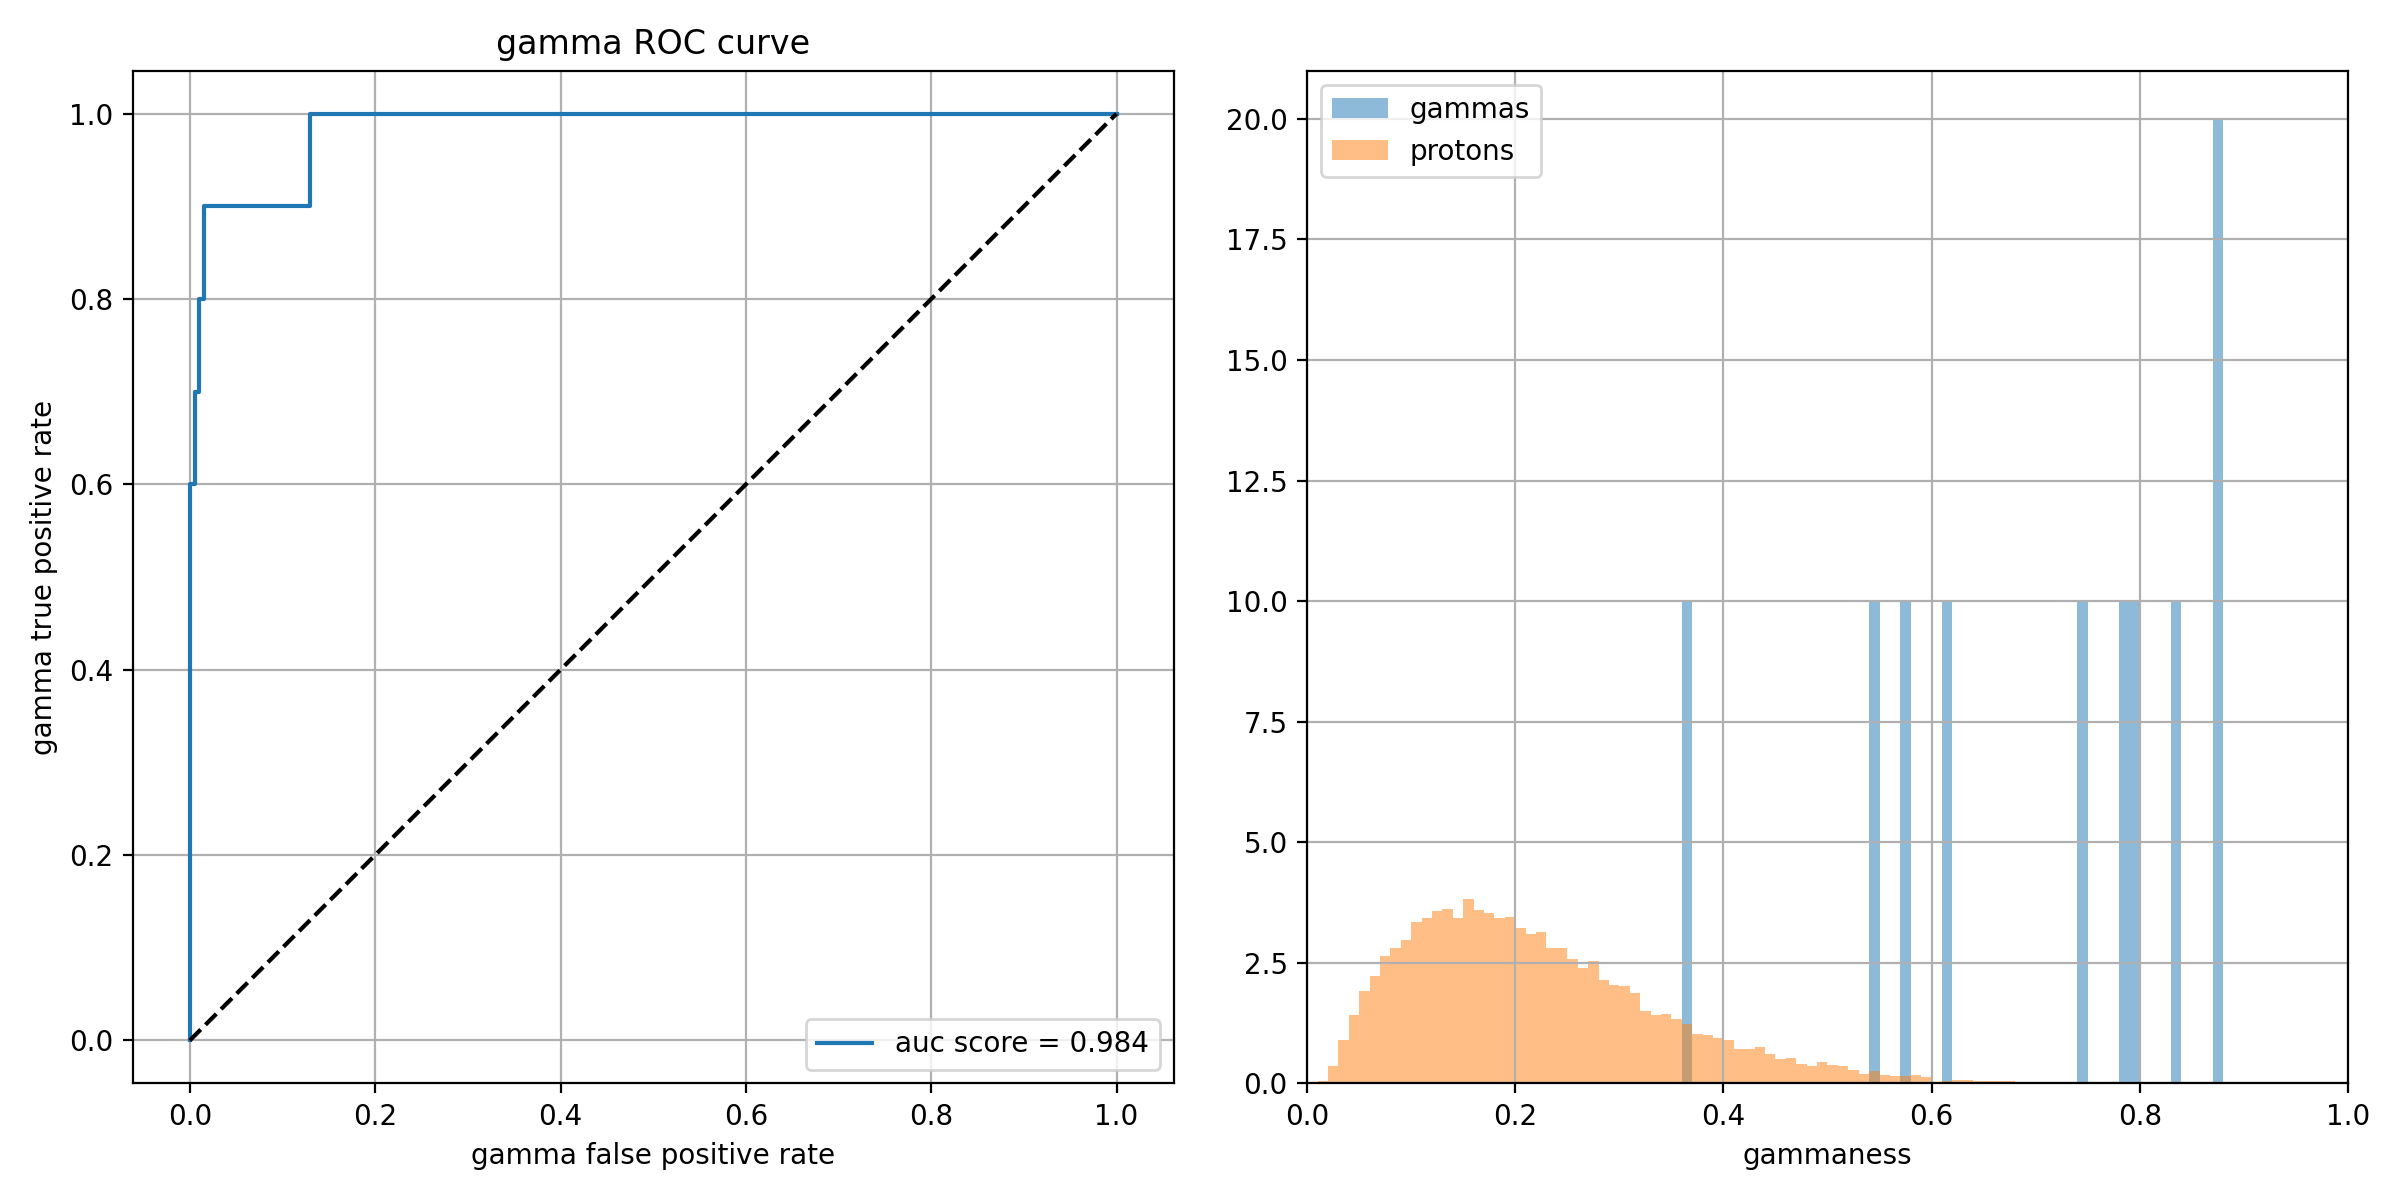 gamma ROC curve
1.0
0.8
0.6
0.4
0.2
0.0
gamma true positive rate
0.0 0.2 0.4 0.6 0.8 1.0
gamma false positive rate
auc score = 0.984
gammas
protons
20.0
17.5
15.0
12.5
10.0
7.5
5.0
2.5
0.0
0.0 0.2 0.4 0.6 0.8 1.0
gammaness